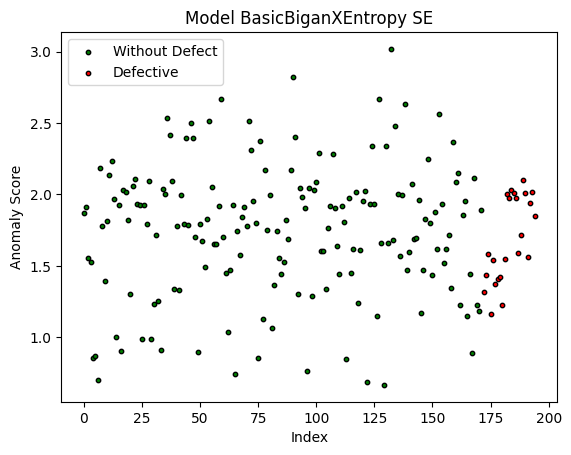 Model BasicBiganXEntropy SE
Without Defect
Defective
Anomaly Score
3.0
2.5
2.0
1.5
1.0
0 25 50 75 100 125 150 175 200
Index